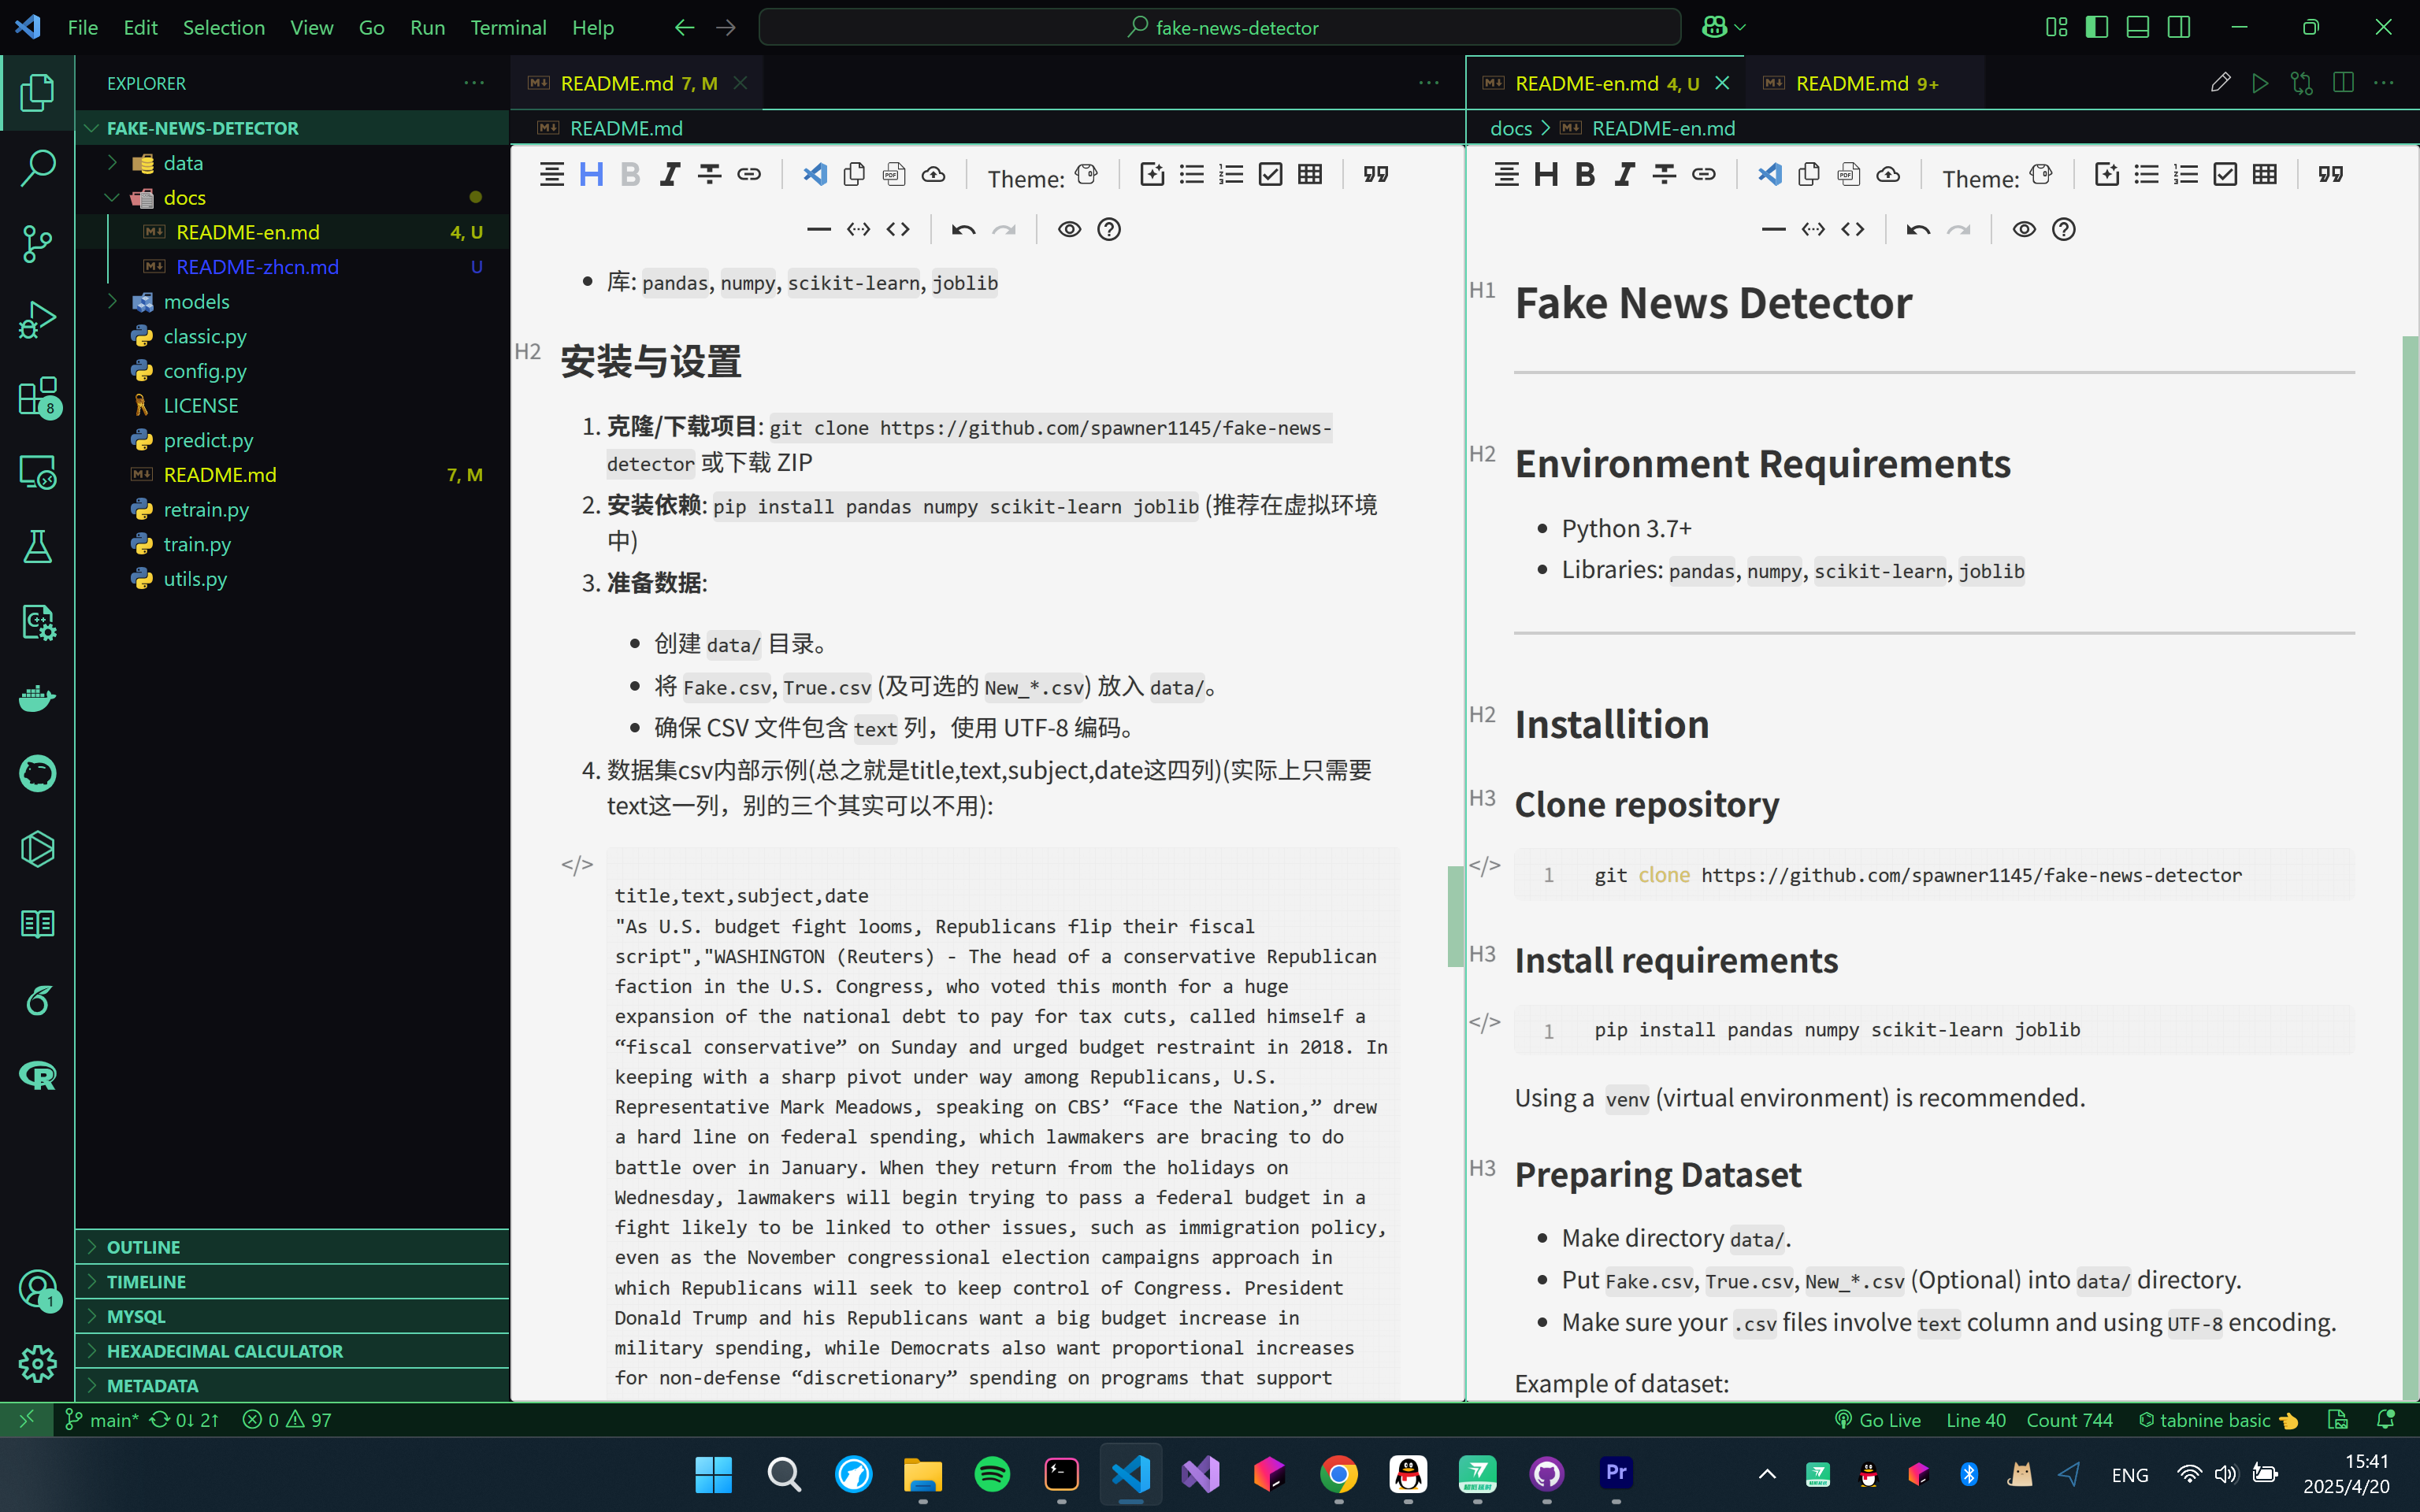 File Edit Selection View Go Run Terminal Help
fake-news-detector
EXPLORER
FAKE-NEWS-DETECTOR
data
docs
README-en.md 4, U
README-zhcn.md U
models
classic.py
config.py
LICENSE
predict.py
README.md 7, M
retrain.py
train.py
utils.py
OUTLINE
TIMELINE
MYSQL
HEXADECIMAL CALCULATOR
METADATA
8
1
README.md 7, M
README.md
Theme:
库: pandas, numpy, scikit-learn, joblib
H2 安装与设置
1. 克隆/下载项目: git clone https://github.com/spawner1145/fake-news-
detector 或下载 ZIP
2. 安装依赖: pip install pandas numpy scikit-learn joblib (推荐在虚拟环境
中)
3. 准备数据:
创建 data/ 目录。
将 Fake.csv, True.csv (及可选的 New_*.csv) 放入 data/。
确保 CSV 文件包含 text 列，使用 UTF-8 编码。
4. 数据集csv内部示例(总之就是title,text,subject,date这四列)(实际上只需要
text这一列，别的三个其实可以不用):
</>
title,text,subject,date
"As U.S. budget fight looms, Republicans flip their fiscal
script","WASHINGTON (Reuters) - The head of a conservative Republican
faction in the U.S. Congress, who voted this month for a huge
expansion of the national debt to pay for tax cuts, called himself a
“fiscal conservative” on Sunday and urged budget restraint in 2018. In
keeping with a sharp pivot under way among Republicans, U.S.
Representative Mark Meadows, speaking on CBS’ “Face the Nation,” drew
a hard line on federal spending, which lawmakers are bracing to do
battle over in January. When they return from the holidays on
Wednesday, lawmakers will begin trying to pass a federal budget in a
fight likely to be linked to other issues, such as immigration policy,
even as the November congressional election campaigns approach in
which Republicans will seek to keep control of Congress. President
Donald Trump and his Republicans want a big budget increase in
military spending, while Democrats also want proportional increases
for non-defense “discretionary” spending on programs that support
README-en.md 4, U
README.md 9+
docs > README-en.md
Theme:
H1 Fake News Detector
H2 Environment Requirements
Python 3.7+
Libraries: pandas, numpy, scikit-learn, joblib
H2 Installition
H3 Clone repository
</> 1 git clone https://github.com/spawner1145/fake-news-detector
H3 Install requirements
</> 1 pip install pandas numpy scikit-learn joblib
Using a venv (virtual environment) is recommended.
H3 Preparing Dataset
Make directory data/.
Put Fake.csv, True.csv, New_*.csv (Optional) into data/ directory.
Make sure your .csv files involve text column and using UTF-8 encoding.
Example of dataset:
main* 0↓ 2↑ 0 97
Go Live Line 40 Count 744 tabnine basic
Pr
ENG
15:41
2025/4/20